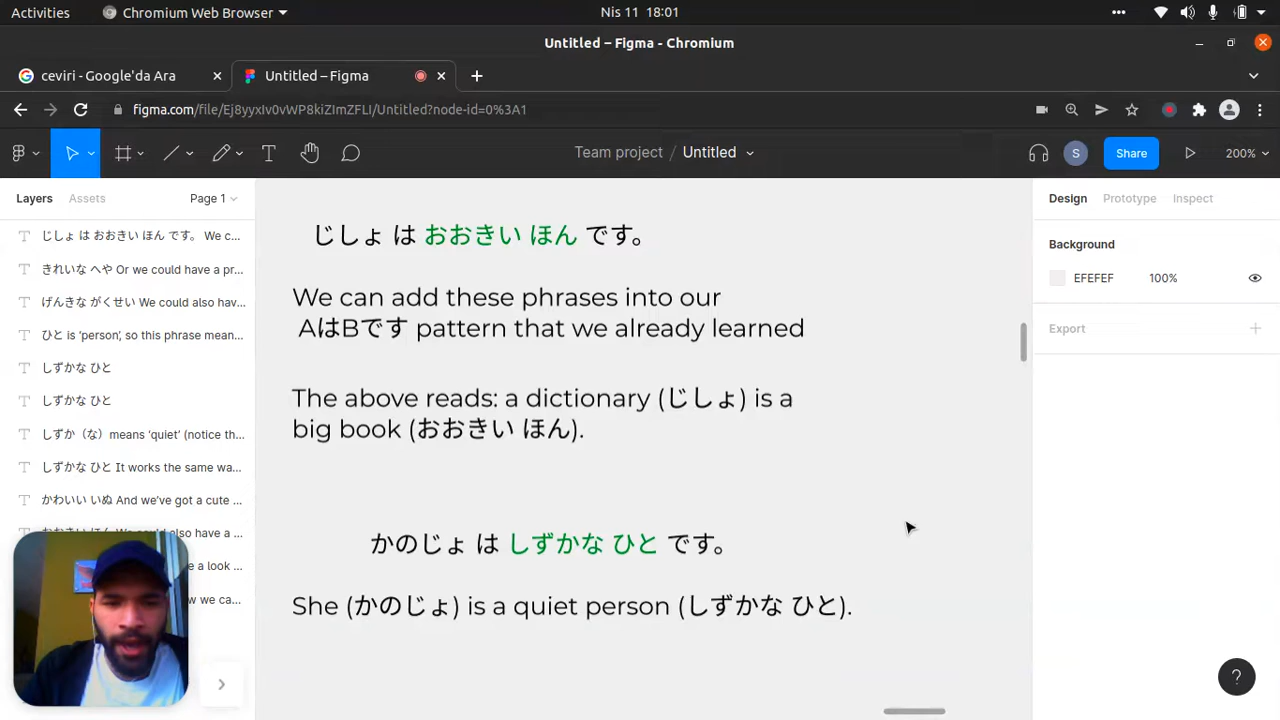 Activities
Chromium Web Browser
Nis 11 18:01
Untitled – Figma - Chromium
ceviri - Google'da Ara
Untitled – Figma
figma.com/file/Ej8yyxIv0vWP8kiZImZFLI/Untitled?node-id=0%3A1
Team project / Untitled
S
Share
200%
Layers
Assets
Page 1
Design
Prototype
Inspect
じしょ は おおきい ほん です。 We c...
きれいな へや Or we could have a pr...
げんきな がくせい We could also hav...
ひと is ‘person’, so this phrase mean...
しずかな ひと
しずかな ひと
しずか（な）means ‘quiet’ (notice th...
しずかな ひと It works the same wa...
かわいい いぬ And we’ve got a cute ...
おおきい ほん We could also have a ...
e a look ...
w we ca...
じしょ は おおきい ほん です。
We can add these phrases into our
AはBです pattern that we already learned
The above reads: a dictionary (じしょ) is a
big book (おおきい ほん).
かのじょ は しずかな ひと です。
She (かのじょ) is a quiet person (しずかな ひと).
Background
EFEFEF
100%
Export
?